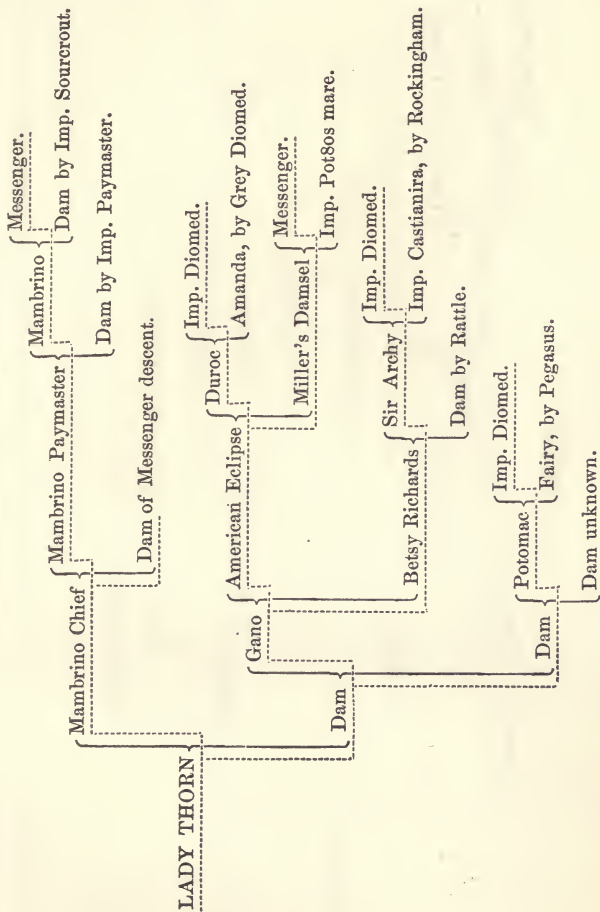 LADY THORN
Mambrino Chief
Mambrino Paymaster
Mambrino
Messenger.
Dam by Imp. Sourcrout.
Dam by Imp. Paymaster.
Dam of Messenger descent.
Dam
Gano
American Eclipse
Duroc
Imp. Diomed.
Amanda, by Grey Diomed.
Miller's Damsel
Messenger.
Imp. Pot8os mare.
Betsy Richards
Sir Archy
Imp. Diomed.
Imp. Castianira, by Rockingham.
Dam by Rattle.
Dam
Potomac
Imp. Diomed.
Fairy, by Pegasus.
Dam unknown.